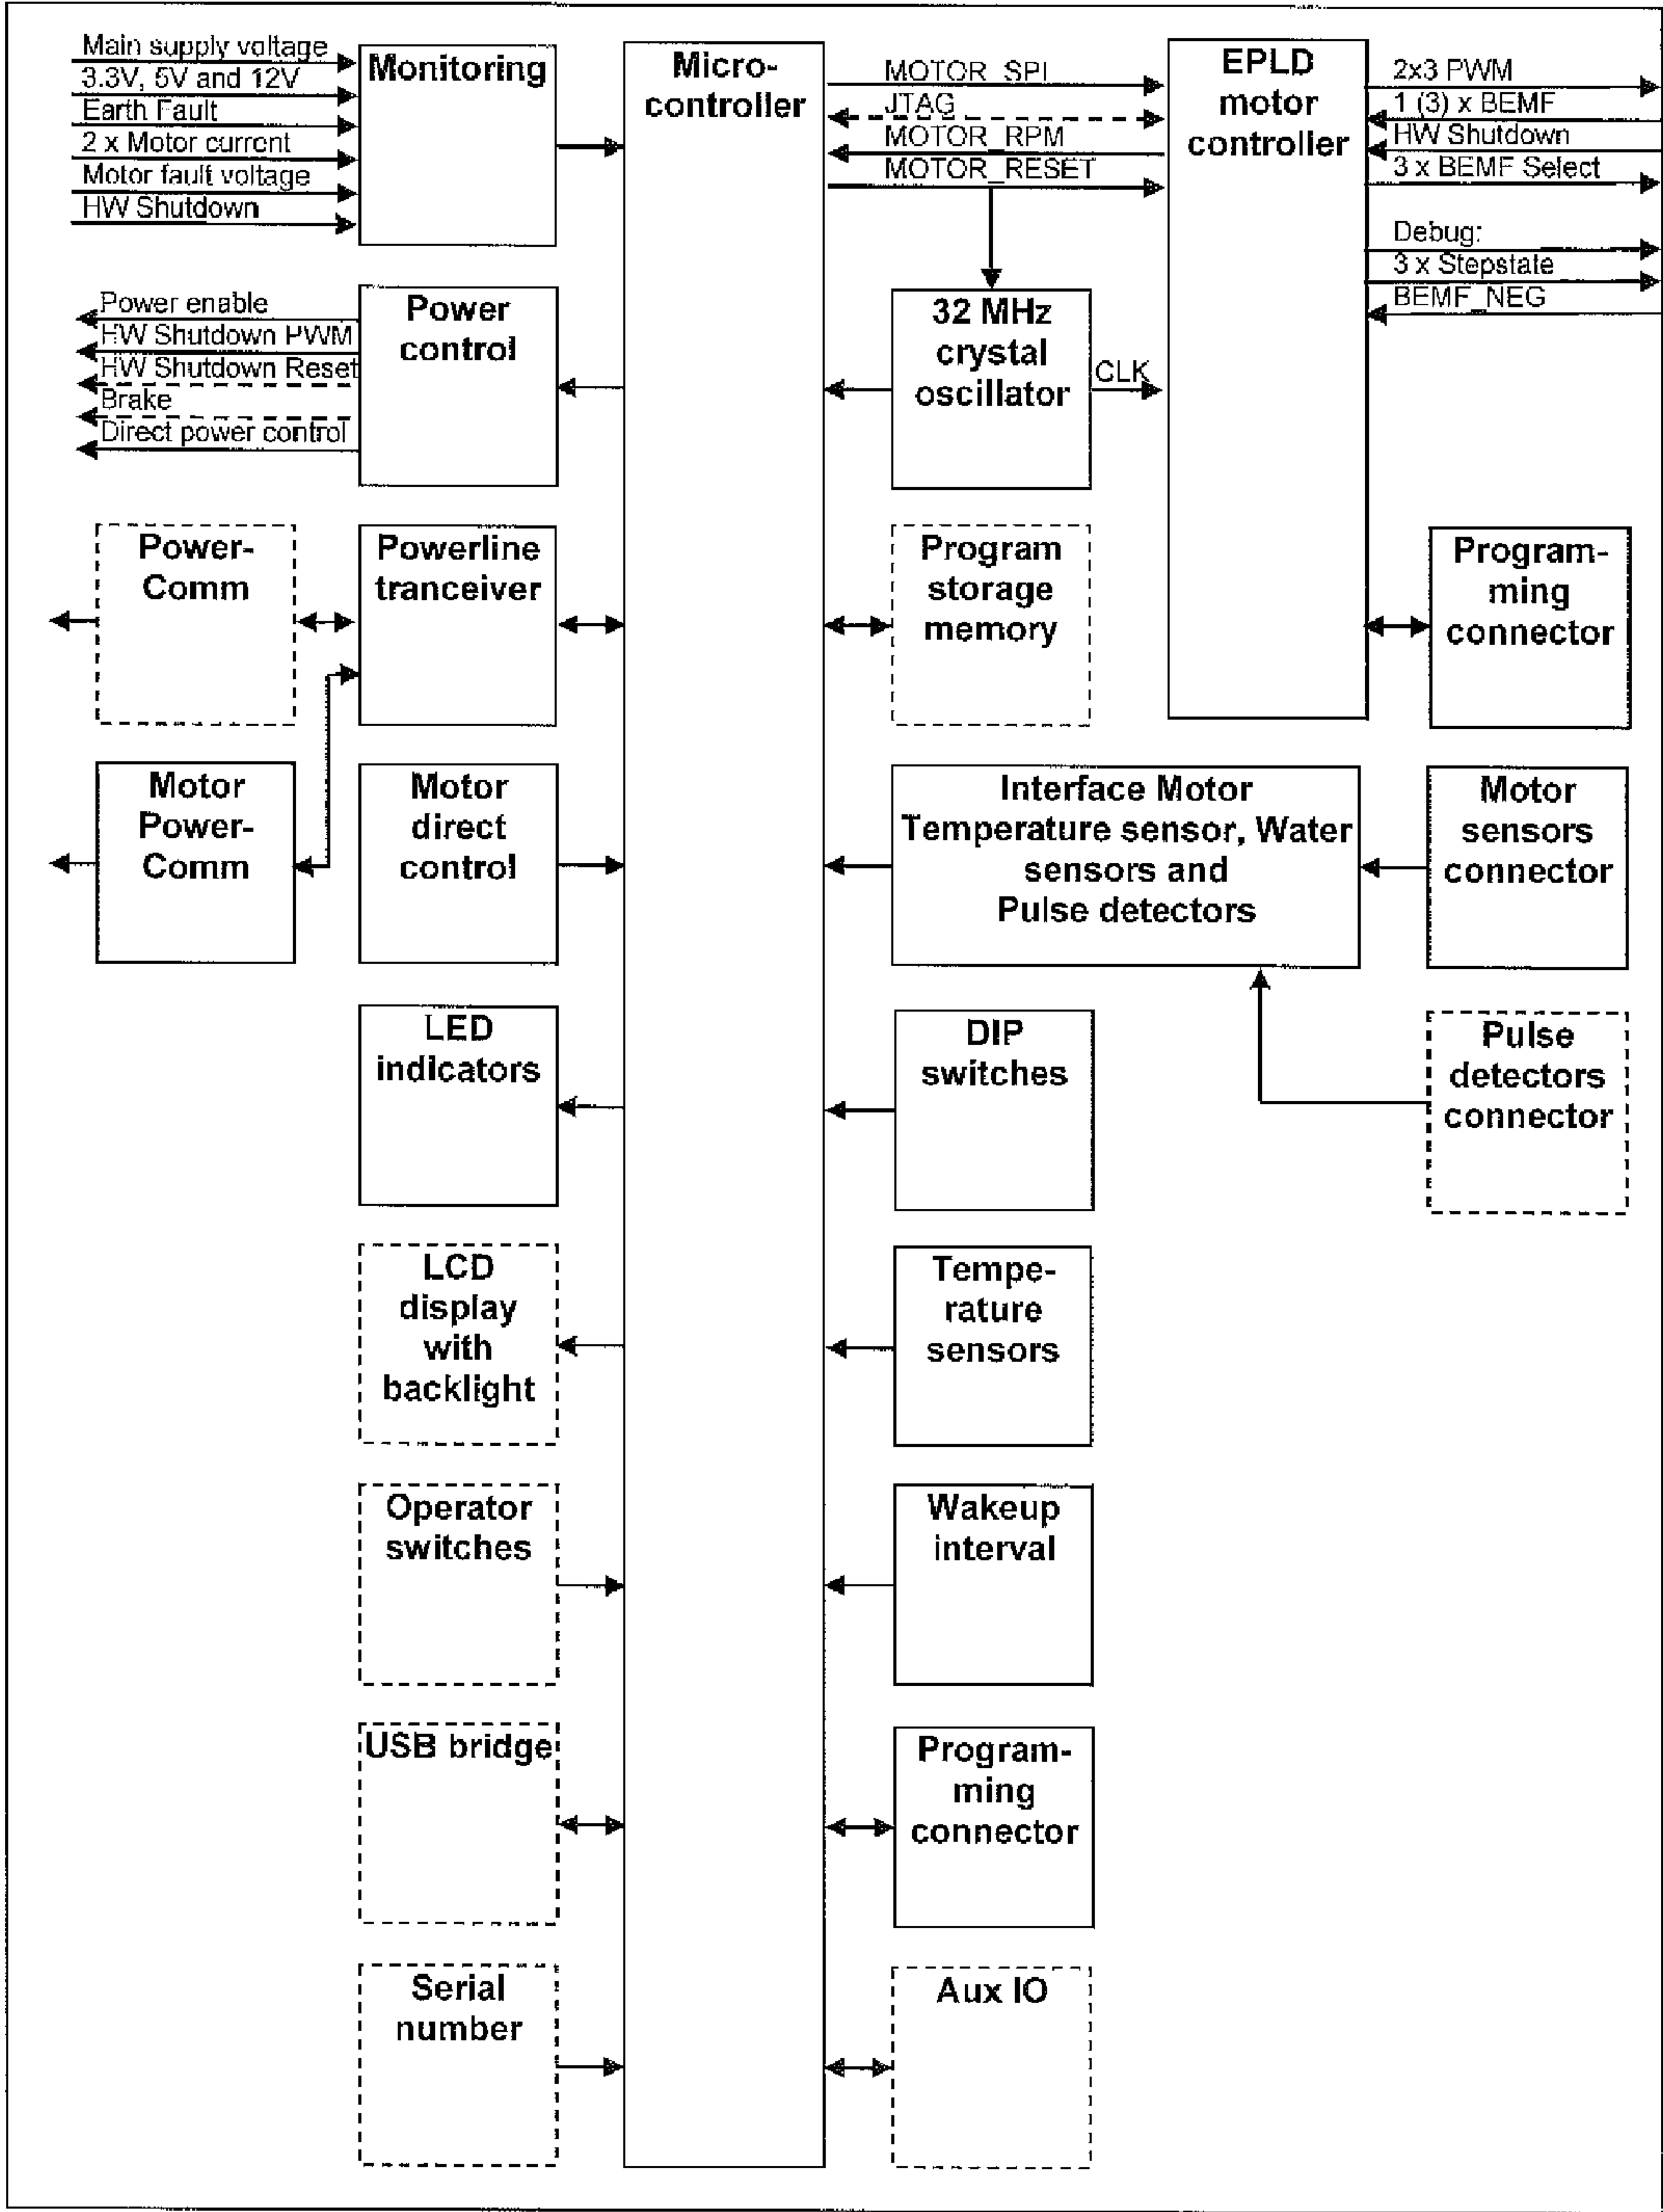 Main supply voltage
3.3V, 5V and 12V
Earth Fault
2 x Motor current
Motor fault voltage
HW Shutdown
Monitoring
Micro-
controller
MOTOR_SPI
JTAG
MOTOR_RPM
MOTOR_RESET
EPLD
motor
controller
2x3 PWM
1 (3) x BEMF
HW Shutdown
3 x BEMF Select
Debug:
3 x Stepstate
BEMF_NEG
Power enable
HW Shutdown PWM
HW Shutdown Reset
Brake
Direct power control
Power
control
32 MHz
crystal
oscillator
CLK
Power-
Comm
Powerline
tranceiver
Program
storage
memory
Program-
ming
connector
Motor
Power-
Comm
Motor
direct
control
Interface Motor
Temperature sensor, Water
sensors and
Pulse detectors
Motor
sensors
connector
LED
indicators
DIP
switches
Pulse
detectors
connector
LCD
display
with
backlight
Tempe-
rature
sensors
Operator
switches
Wakeup
interval
USB bridge
Program-
ming
connector
Serial
number
Aux IO